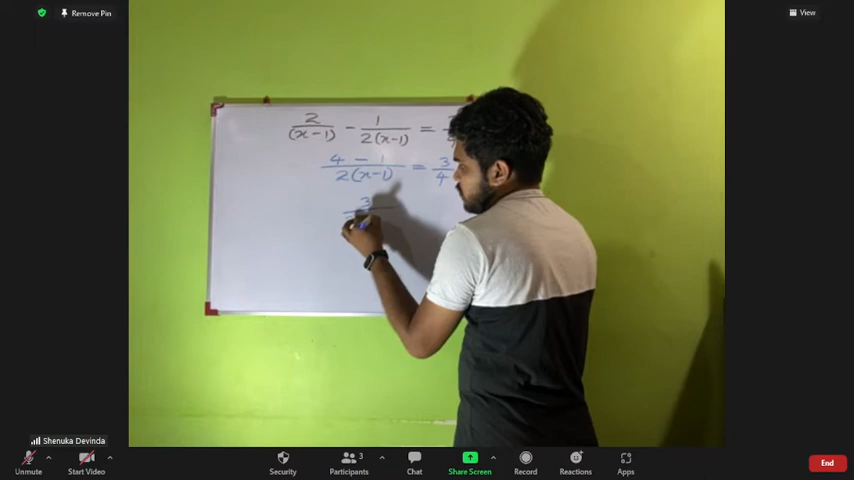 Remove Pin
View
2/(x-1) - 1/2(x-1) =
4 - 1/2(x-1) = 3/4
3
Shenuka Devinda
Unmute
Start Video
Security
Participants 3
Chat
Share Screen
Record
Reactions
Apps
End